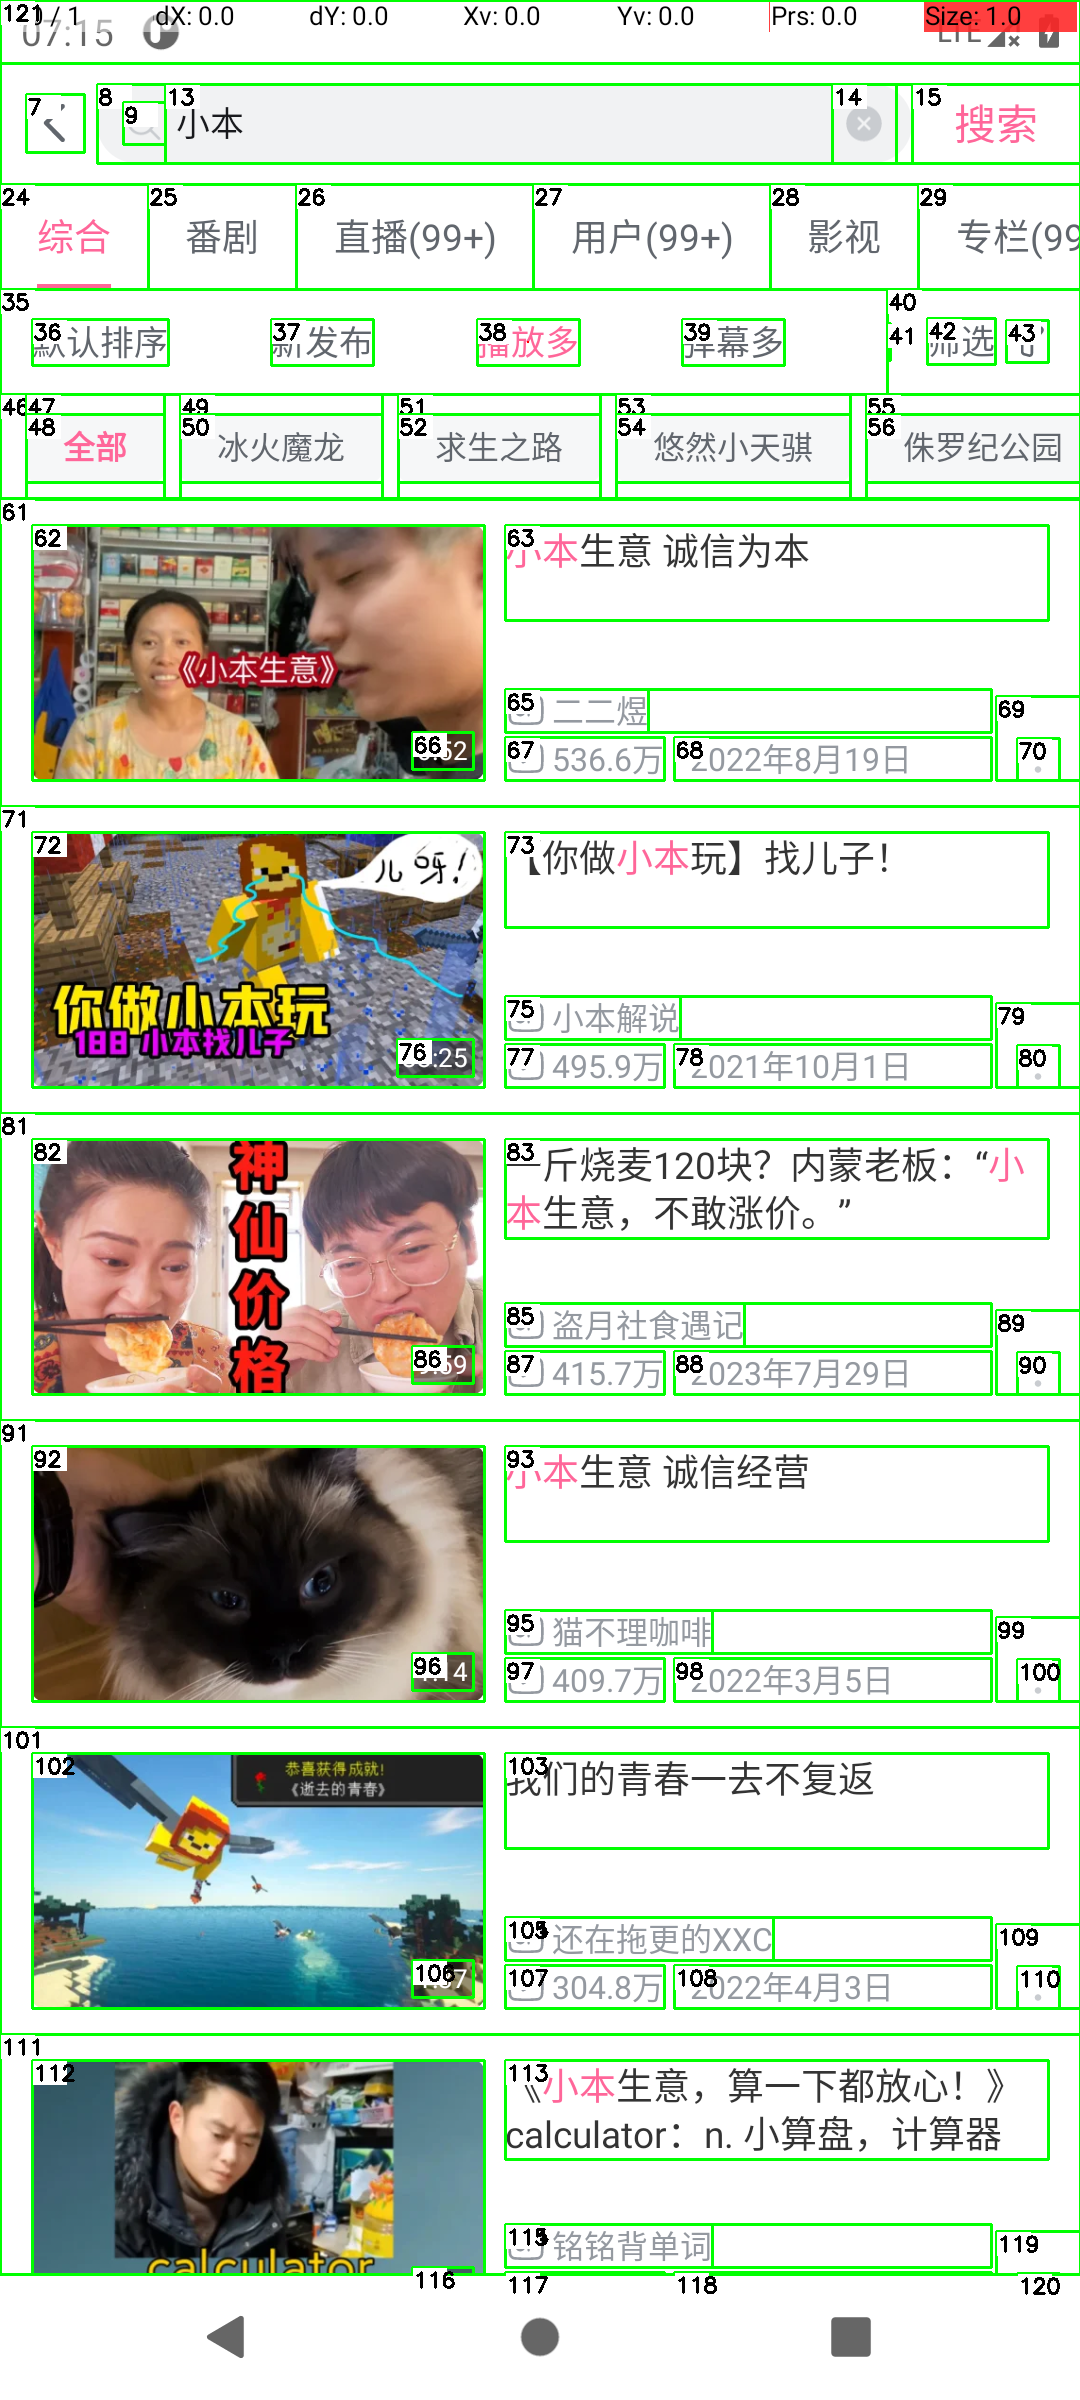 1 / 1 dX: 0.0 dY: 0.0 Xv: 0.0 Yv: 0.0 Prs: 0.0 Size: 1.0
121
07:15 LTE
7 8 9 13 小本 14 15 搜索
24 综合 25 番剧 26 直播(99+) 27 用户(99+) 28 影视 29 专栏(99
35 40
36 默认排序 37 新发布 38 播放多 39 弹幕多 41 42 筛选 43
46 47 49 51 53 55
48 全部 50 冰火魔龙 52 求生之路 54 悠然小天骐 56 侏罗纪公园
61
62 63 小本生意 诚信为本
《小本生意》
65 二二煜 69
66 :52 67 536.6万 68 2022年8月19日 70
71
72 73 【你做小本玩】找儿子！
儿呀!
你做小本玩
188 小本找儿子
75 小本解说 79
76 :25 77 495.9万 78 2021年10月1日 80
81
82 83 一斤烧麦120块？内蒙老板：“小
本生意，不敢涨价。”
神仙价格
85 盗月社食遇记 89
86 :59 87 415.7万 88 2023年7月29日 90
91
92 93 小本生意 诚信经营
95 猫不理咖啡 99
96 :14 97 409.7万 98 2022年3月5日 100
101
102 103 我们的青春一去不复返
恭喜获得成就!
《逝去的青春》
105 还在拖更的XXC 109
106 107 304.8万 108 2022年4月3日 110
111
112 113 《小本生意，算一下都放心！》
calculator：n. 小算盘，计算器
115 铭铭背单词 119
calculator
116 117 118 120